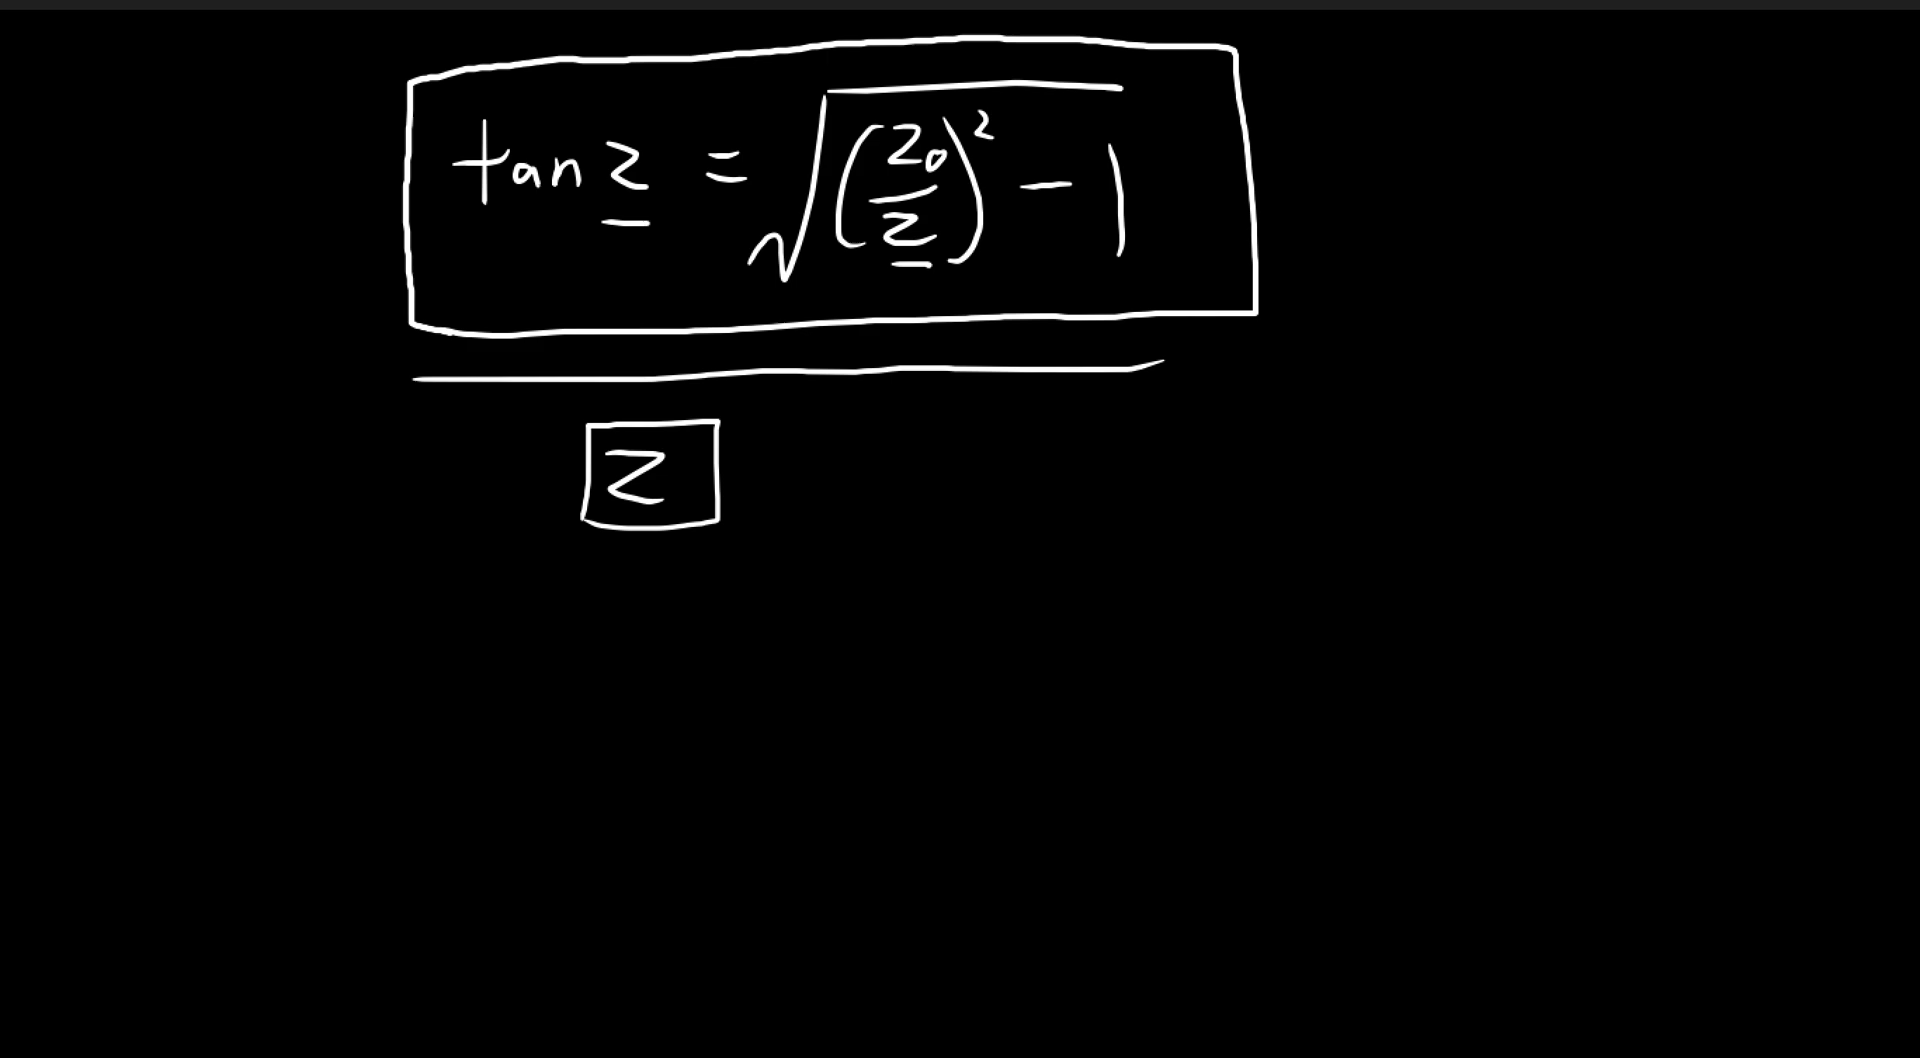 tan z = √((z₀/z)² - 1)
z